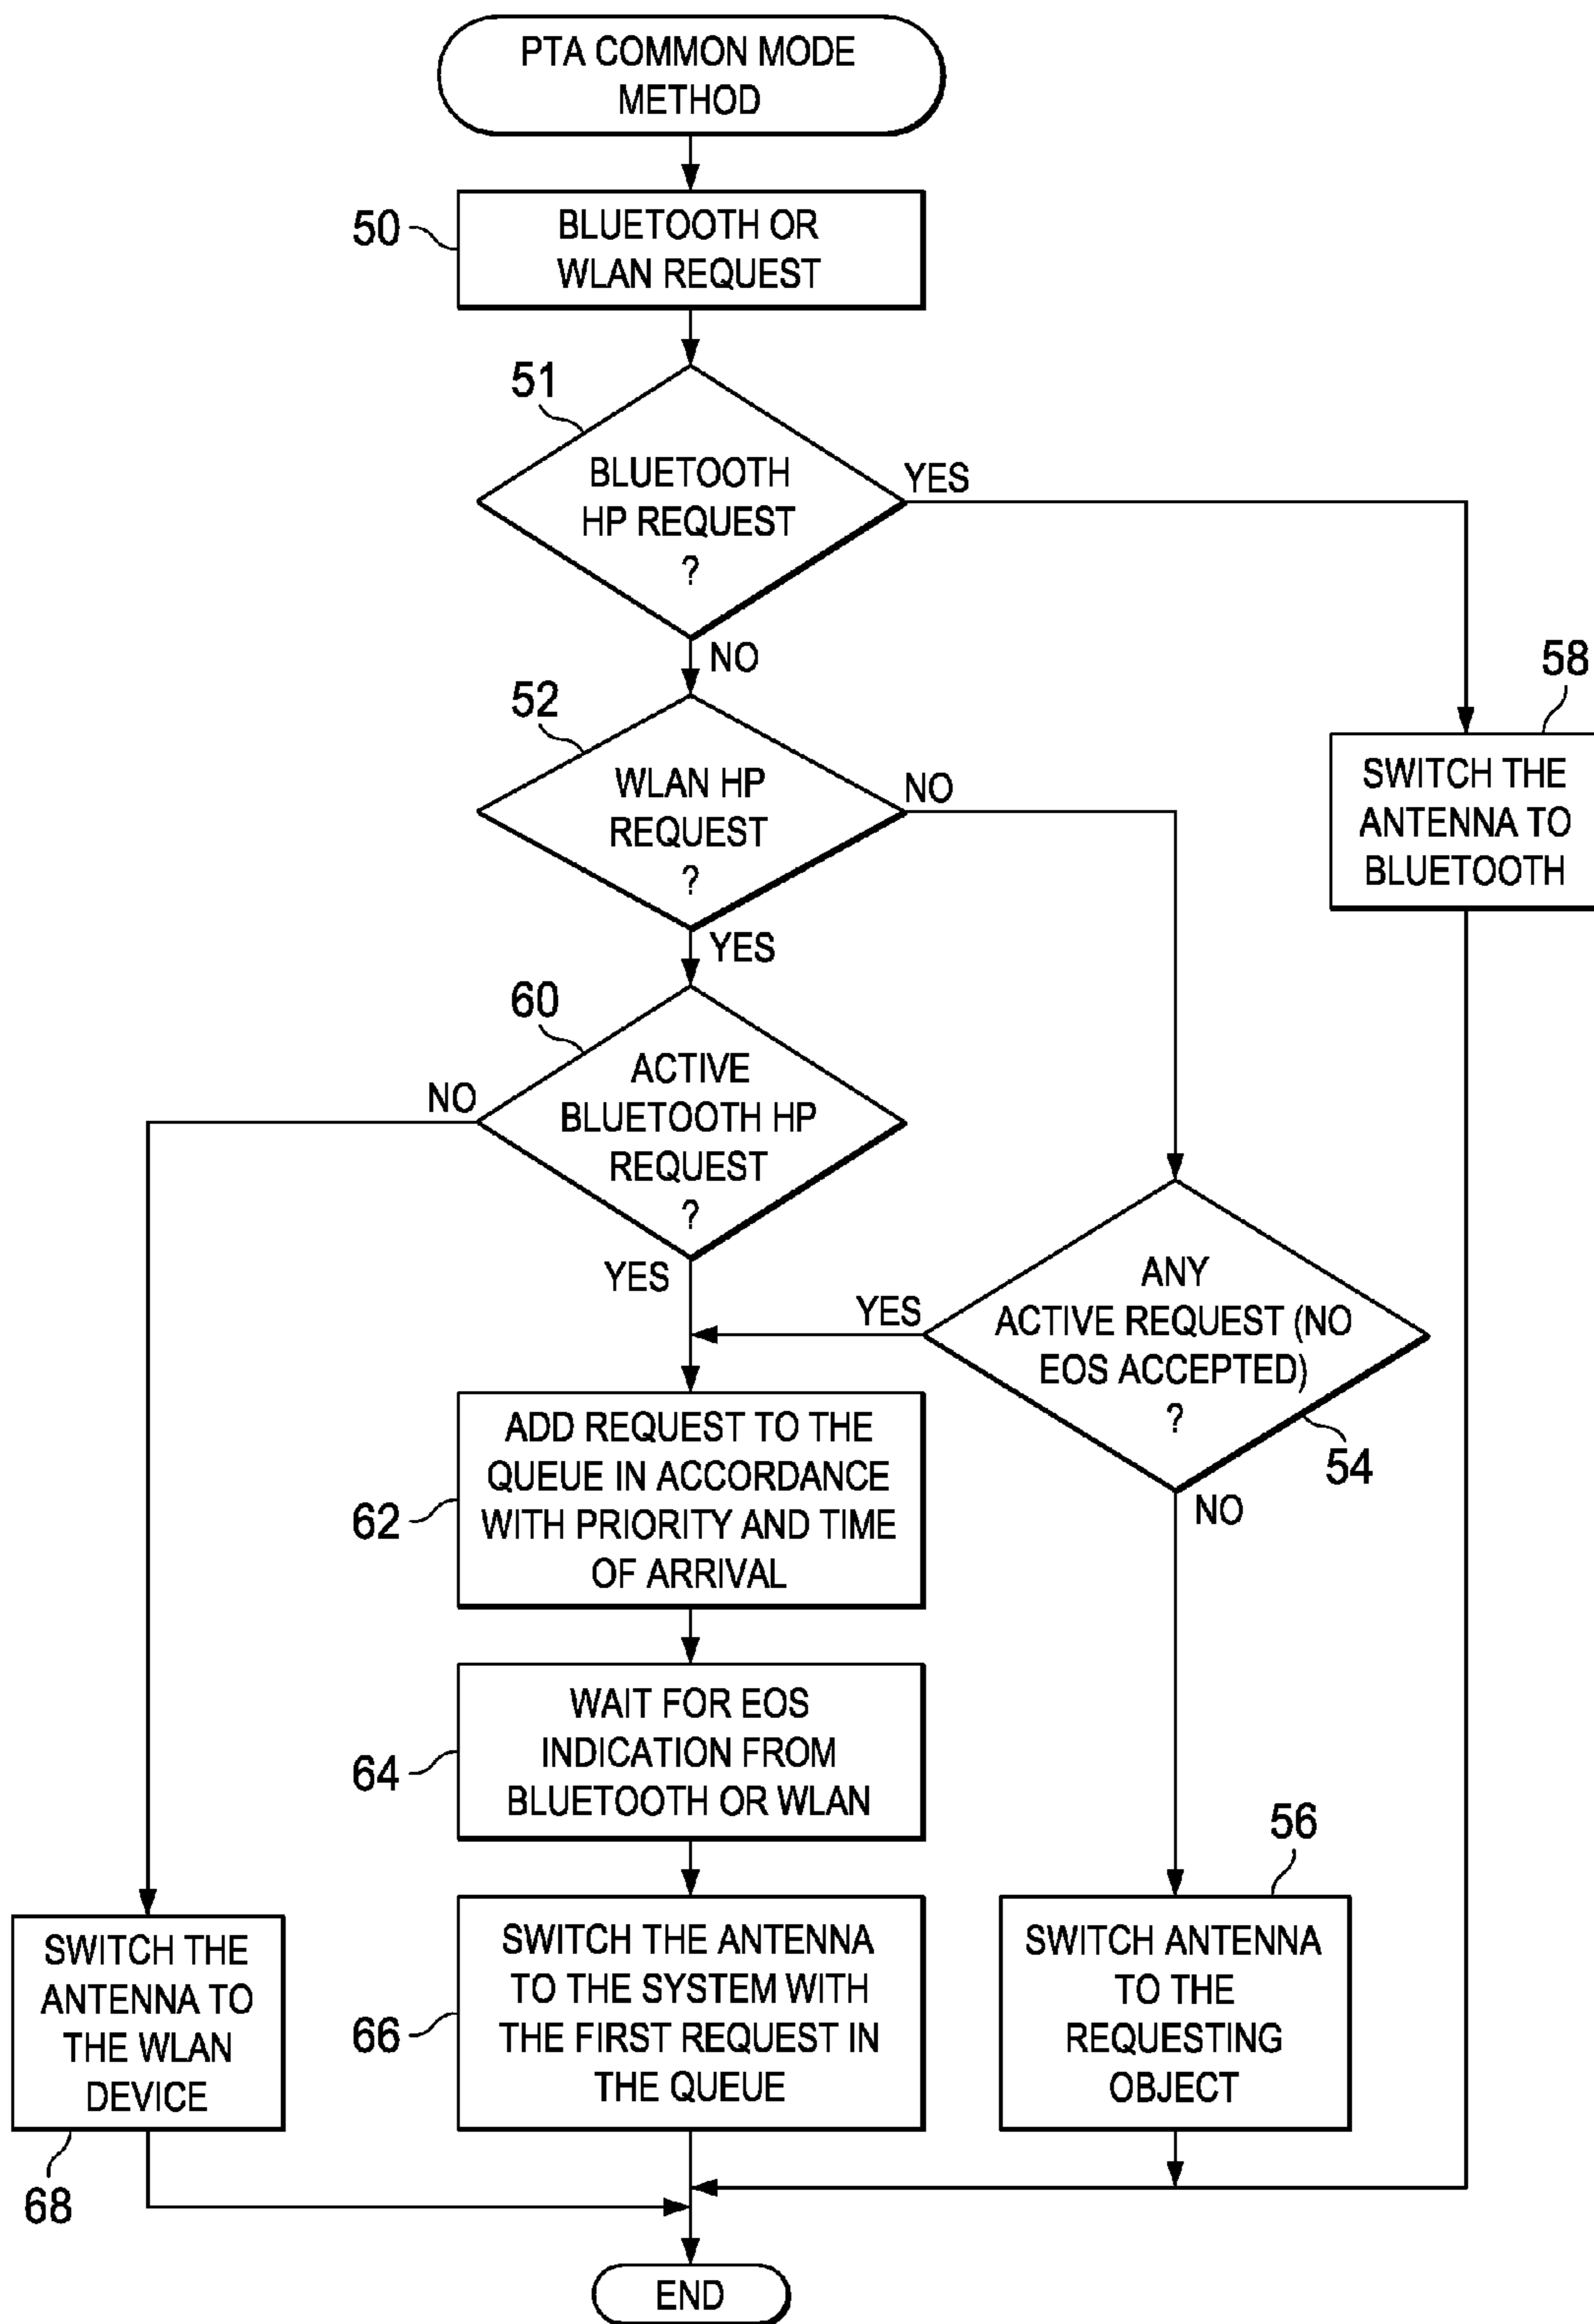 PTA COMMON MODE
METHOD
50
BLUETOOTH OR
WLAN REQUEST
51
BLUETOOTH
HP REQUEST
?
YES
NO
52
WLAN HP
REQUEST
?
NO
YES
58
SWITCH THE
ANTENNA TO
BLUETOOTH
60
ACTIVE
BLUETOOTH HP
REQUEST
?
NO
YES
ANY
ACTIVE REQUEST (NO
EOS ACCEPTED)
?
YES
54
NO
62
ADD REQUEST TO THE
QUEUE IN ACCORDANCE
WITH PRIORITY AND TIME
OF ARRIVAL
64
WAIT FOR EOS
INDICATION FROM
BLUETOOTH OR WLAN
56
SWITCH THE
ANTENNA TO
THE WLAN
DEVICE
68
66
SWITCH THE ANTENNA
TO THE SYSTEM WITH
THE FIRST REQUEST IN
THE QUEUE
SWITCH ANTENNA
TO THE
REQUESTING
OBJECT
END